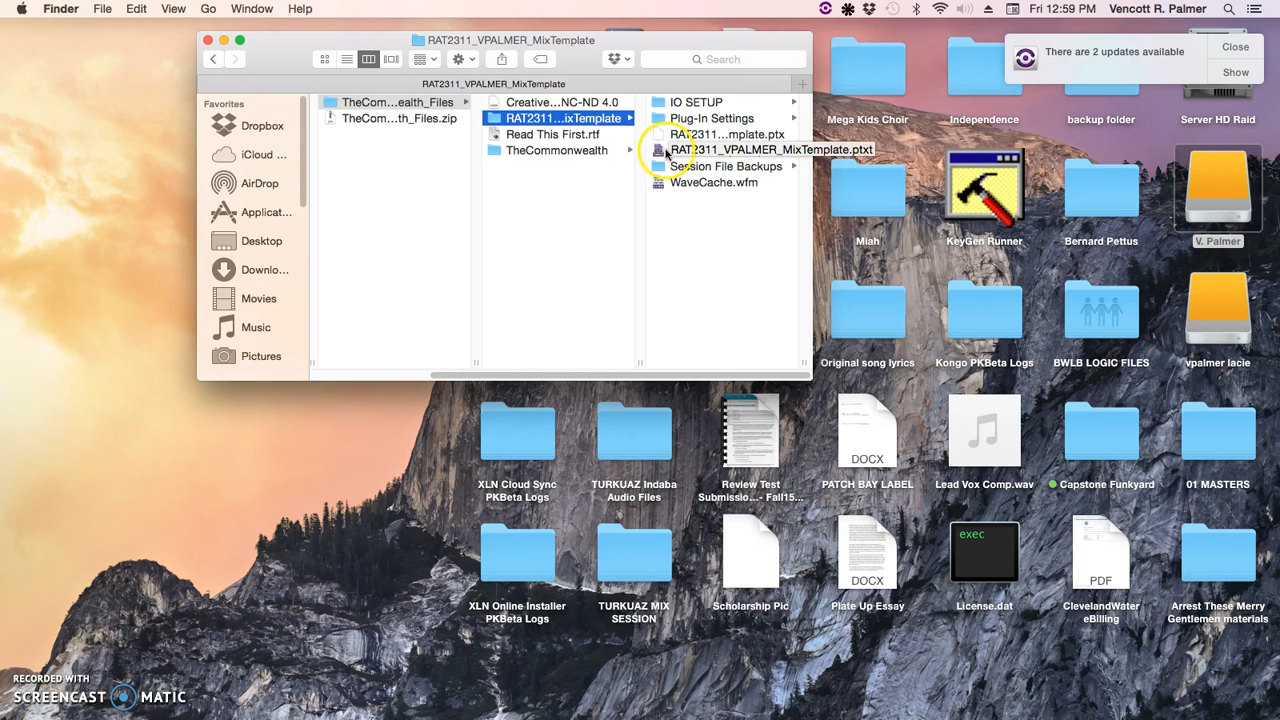 Finder File Edit View Go Window Help
Fri 12:59 PM Vencott R. Palmer
RAT2311_VPALMER_MixTemplate
Search
RAT2311_VPALMER_MixTemplate
There are 2 updates available
Close
Show
Favorites
Dropbox
iCloud ...
AirDrop
Applicat...
Desktop
Downlo...
Movies
Music
Pictures
TheCom...ealth_Files
TheCom...th_Files.zip
Creative...NC-ND 4.0
RAT2311...ixTemplate
Read This First.rtf
TheCommonwealth
IO SETUP
Plug-In Settings
RAT2311...mplate.ptx
RAT2311_VPALMER_MixTemplate.ptxt
Session File Backups
WaveCache.wfm
Mega Kids Choir
Independence
backup folder
Server HD Raid
Miah
KeyGen Runner
Bernard Pettus
V. Palmer
Original song lyrics
Kongo PKBeta Logs
BWLB LOGIC FILES
vpalmer lacie
XLN Cloud Sync
PKBeta Logs
TURKUAZ Indaba
Audio Files
Review Test
Submissio...- Fall15...
DOCX
PATCH BAY LABEL
Lead Vox Comp.wav
Capstone Funkyard
01 MASTERS
XLN Online Installer
PKBeta Logs
TURKUAZ MIX
SESSION
Scholarship Pic
DOCX
Plate Up Essay
exec
License.dat
PDF
ClevelandWater
eBilling
Arrest These Merry
Gentlemen materials
RECORDED WITH
SCREENCAST MATIC